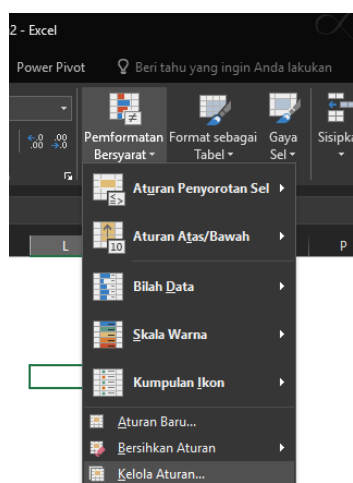 2 - Excel
Power Pivot
Beri tahu yang ingin Anda lakukan
Pemformatan Bersyarat
Format sebagai Tabel
Gaya Sel
Sisipka
L
P
Aturan Penyorotan Sel
10
Aturan Atas/Bawah
Bilah Data
Skala Warna
Kumpulan Ikon
Aturan Baru...
Bersihkan Aturan
Kelola Aturan...